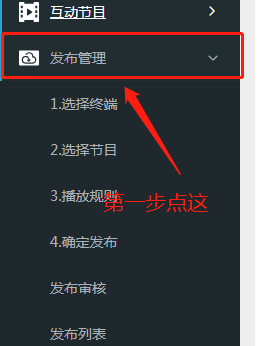 互动节目
发布管理
1.选择终端
2.选择节目
3.播放规则
第一步点这
4.确定发布
发布审核
发布列表